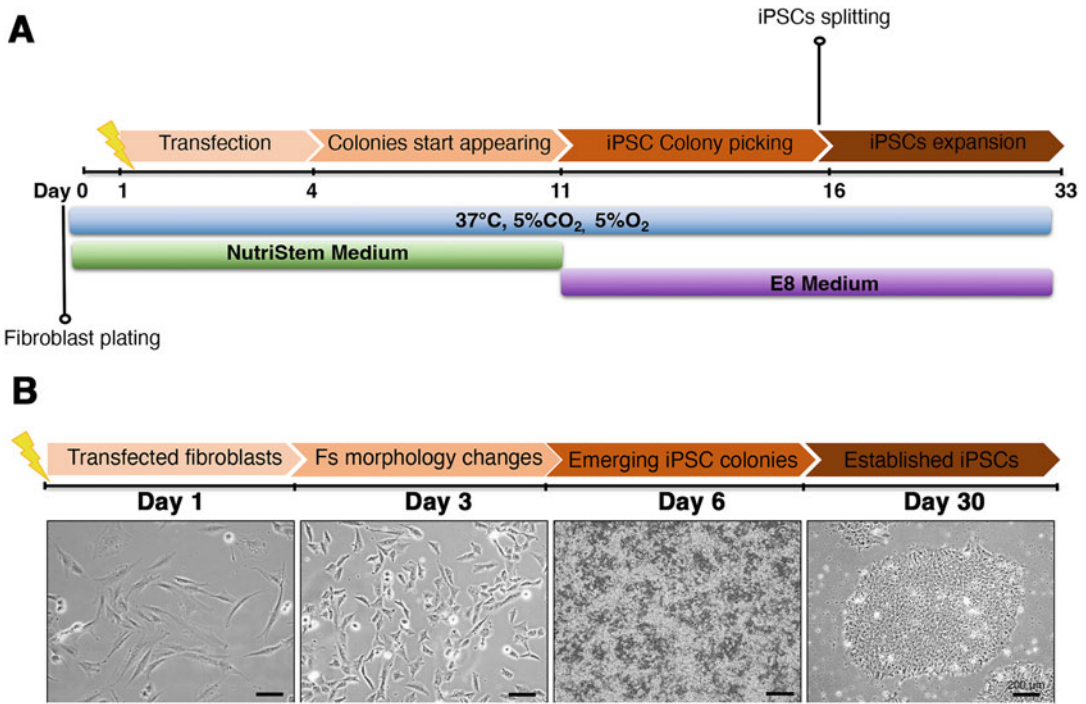 A
iPSCs splitting
Transfection
Colonies start appearing
iPSC Colony picking
iPSCs expansion
Day 0 1 4 11 16 33
37°C, 5%CO₂, 5%O₂
NutriStem Medium
E8 Medium
Fibroblast plating
B
Transfected fibroblasts
Fs morphology changes
Emerging iPSC colonies
Established iPSCs
Day 1
Day 3
Day 6
Day 30
200 um